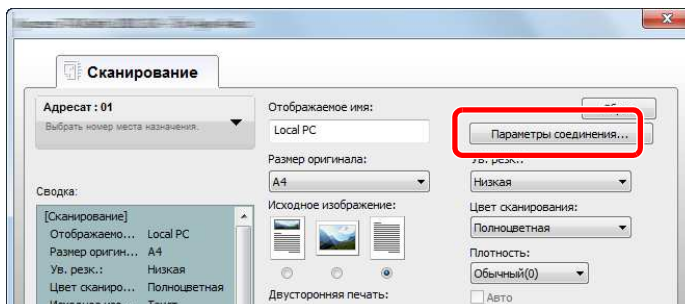 Сканирование
Адресат : 01
Выбрать номер места назначения.
Сводка:
[Сканирование]
Отображаемо... Local PC
Размер оригин... A4
Ув. резк.: Низкая
Цвет сканиро... Полноцветная
Отображаемое имя:
Local PC
Размер оригинала:
A4
Исходное изображение:
Двусторонняя печать:
Параметры соединения...
Ув. резк.:
Низкая
Цвет сканирования:
Полноцветная
Плотность:
Обычный(0)
Авто